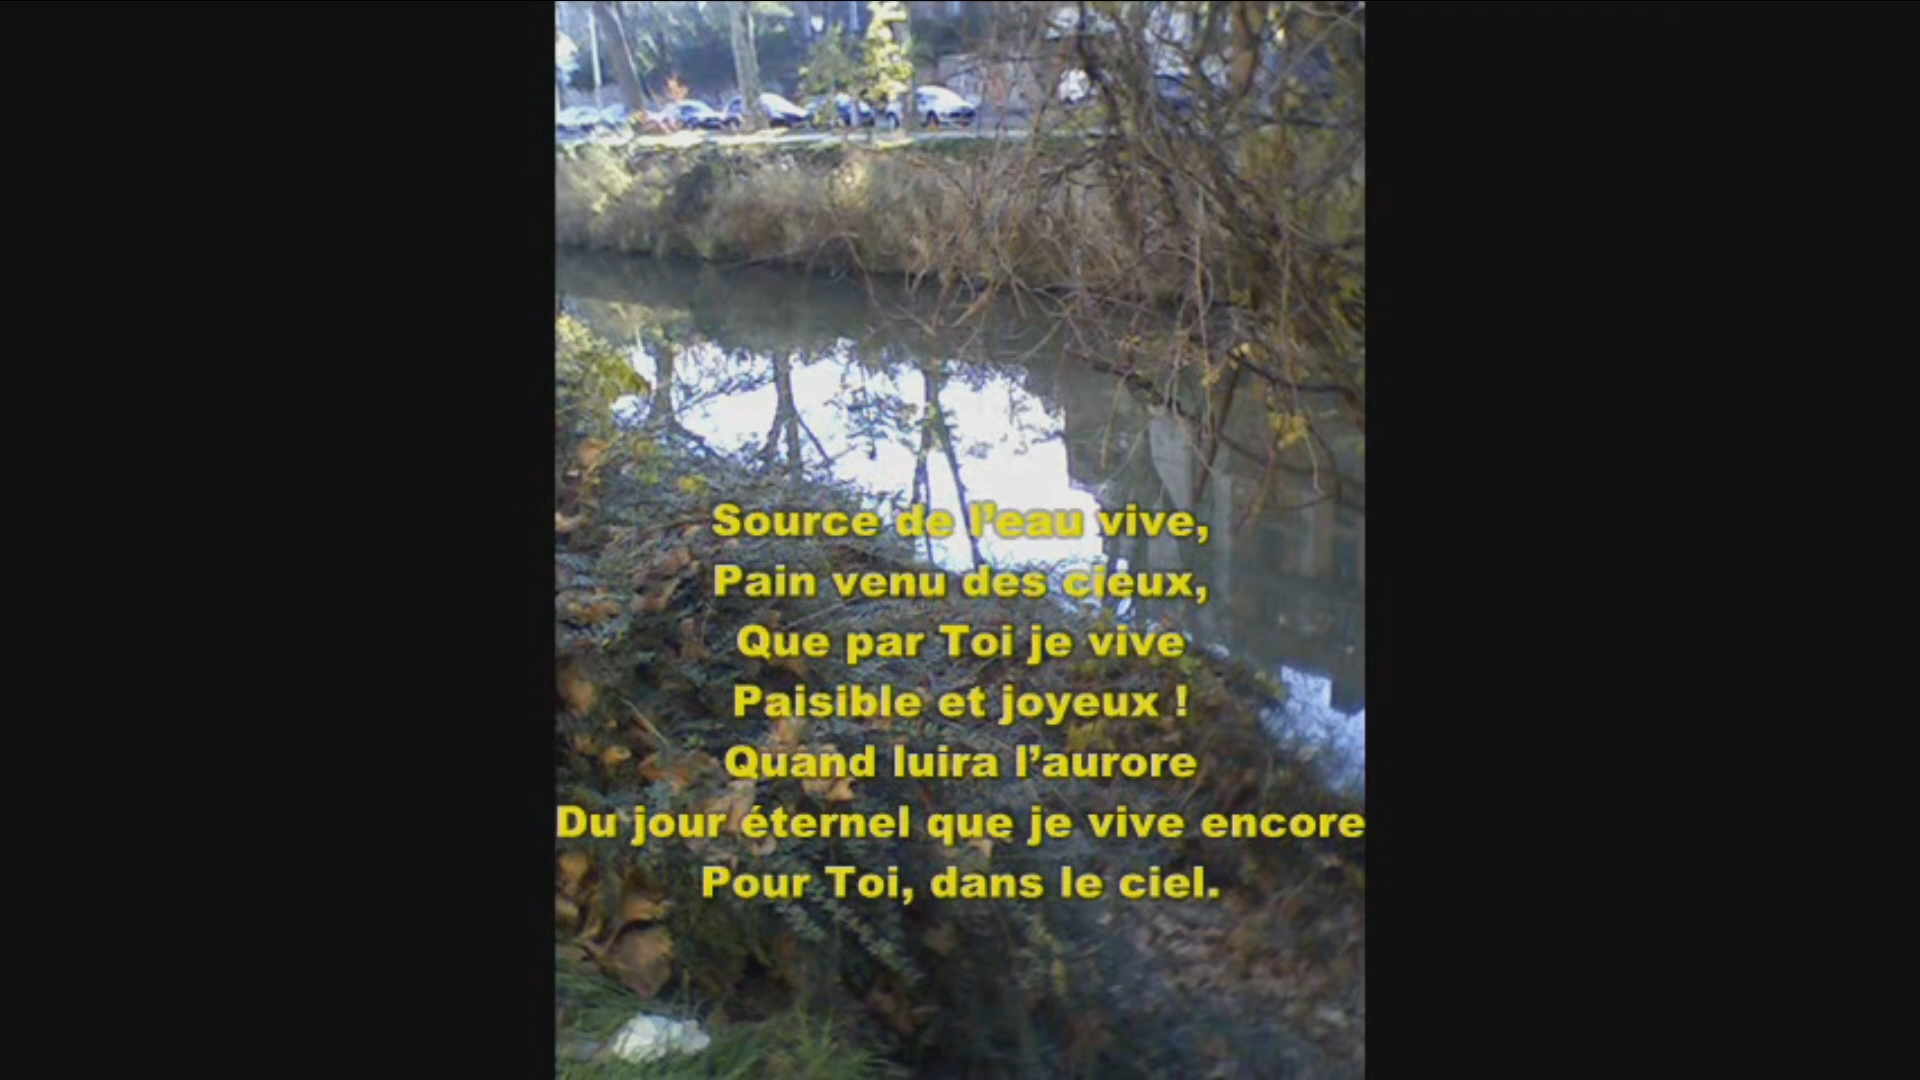 Source de l’eau vive,
Pain venu des cieux,
Que par Toi je vive
Paisible et joyeux !
Quand luira l’aurore
Du jour éternel que je vive encore
Pour Toi, dans le ciel.